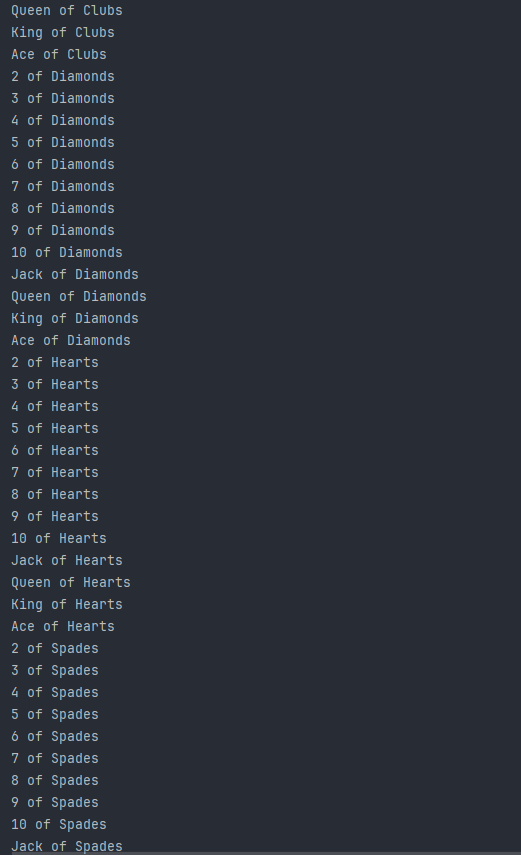 Queen of Clubs
King of Clubs
Ace of Clubs
2 of Diamonds
3 of Diamonds
4 of Diamonds
5 of Diamonds
6 of Diamonds
7 of Diamonds
8 of Diamonds
9 of Diamonds
10 of Diamonds
Jack of Diamonds
Queen of Diamonds
King of Diamonds
Ace of Diamonds
2 of Hearts
3 of Hearts
4 of Hearts
5 of Hearts
6 of Hearts
7 of Hearts
8 of Hearts
9 of Hearts
10 of Hearts
Jack of Hearts
Queen of Hearts
King of Hearts
Ace of Hearts
2 of Spades
3 of Spades
4 of Spades
5 of Spades
6 of Spades
7 of Spades
8 of Spades
9 of Spades
10 of Spades
Jack of Spades